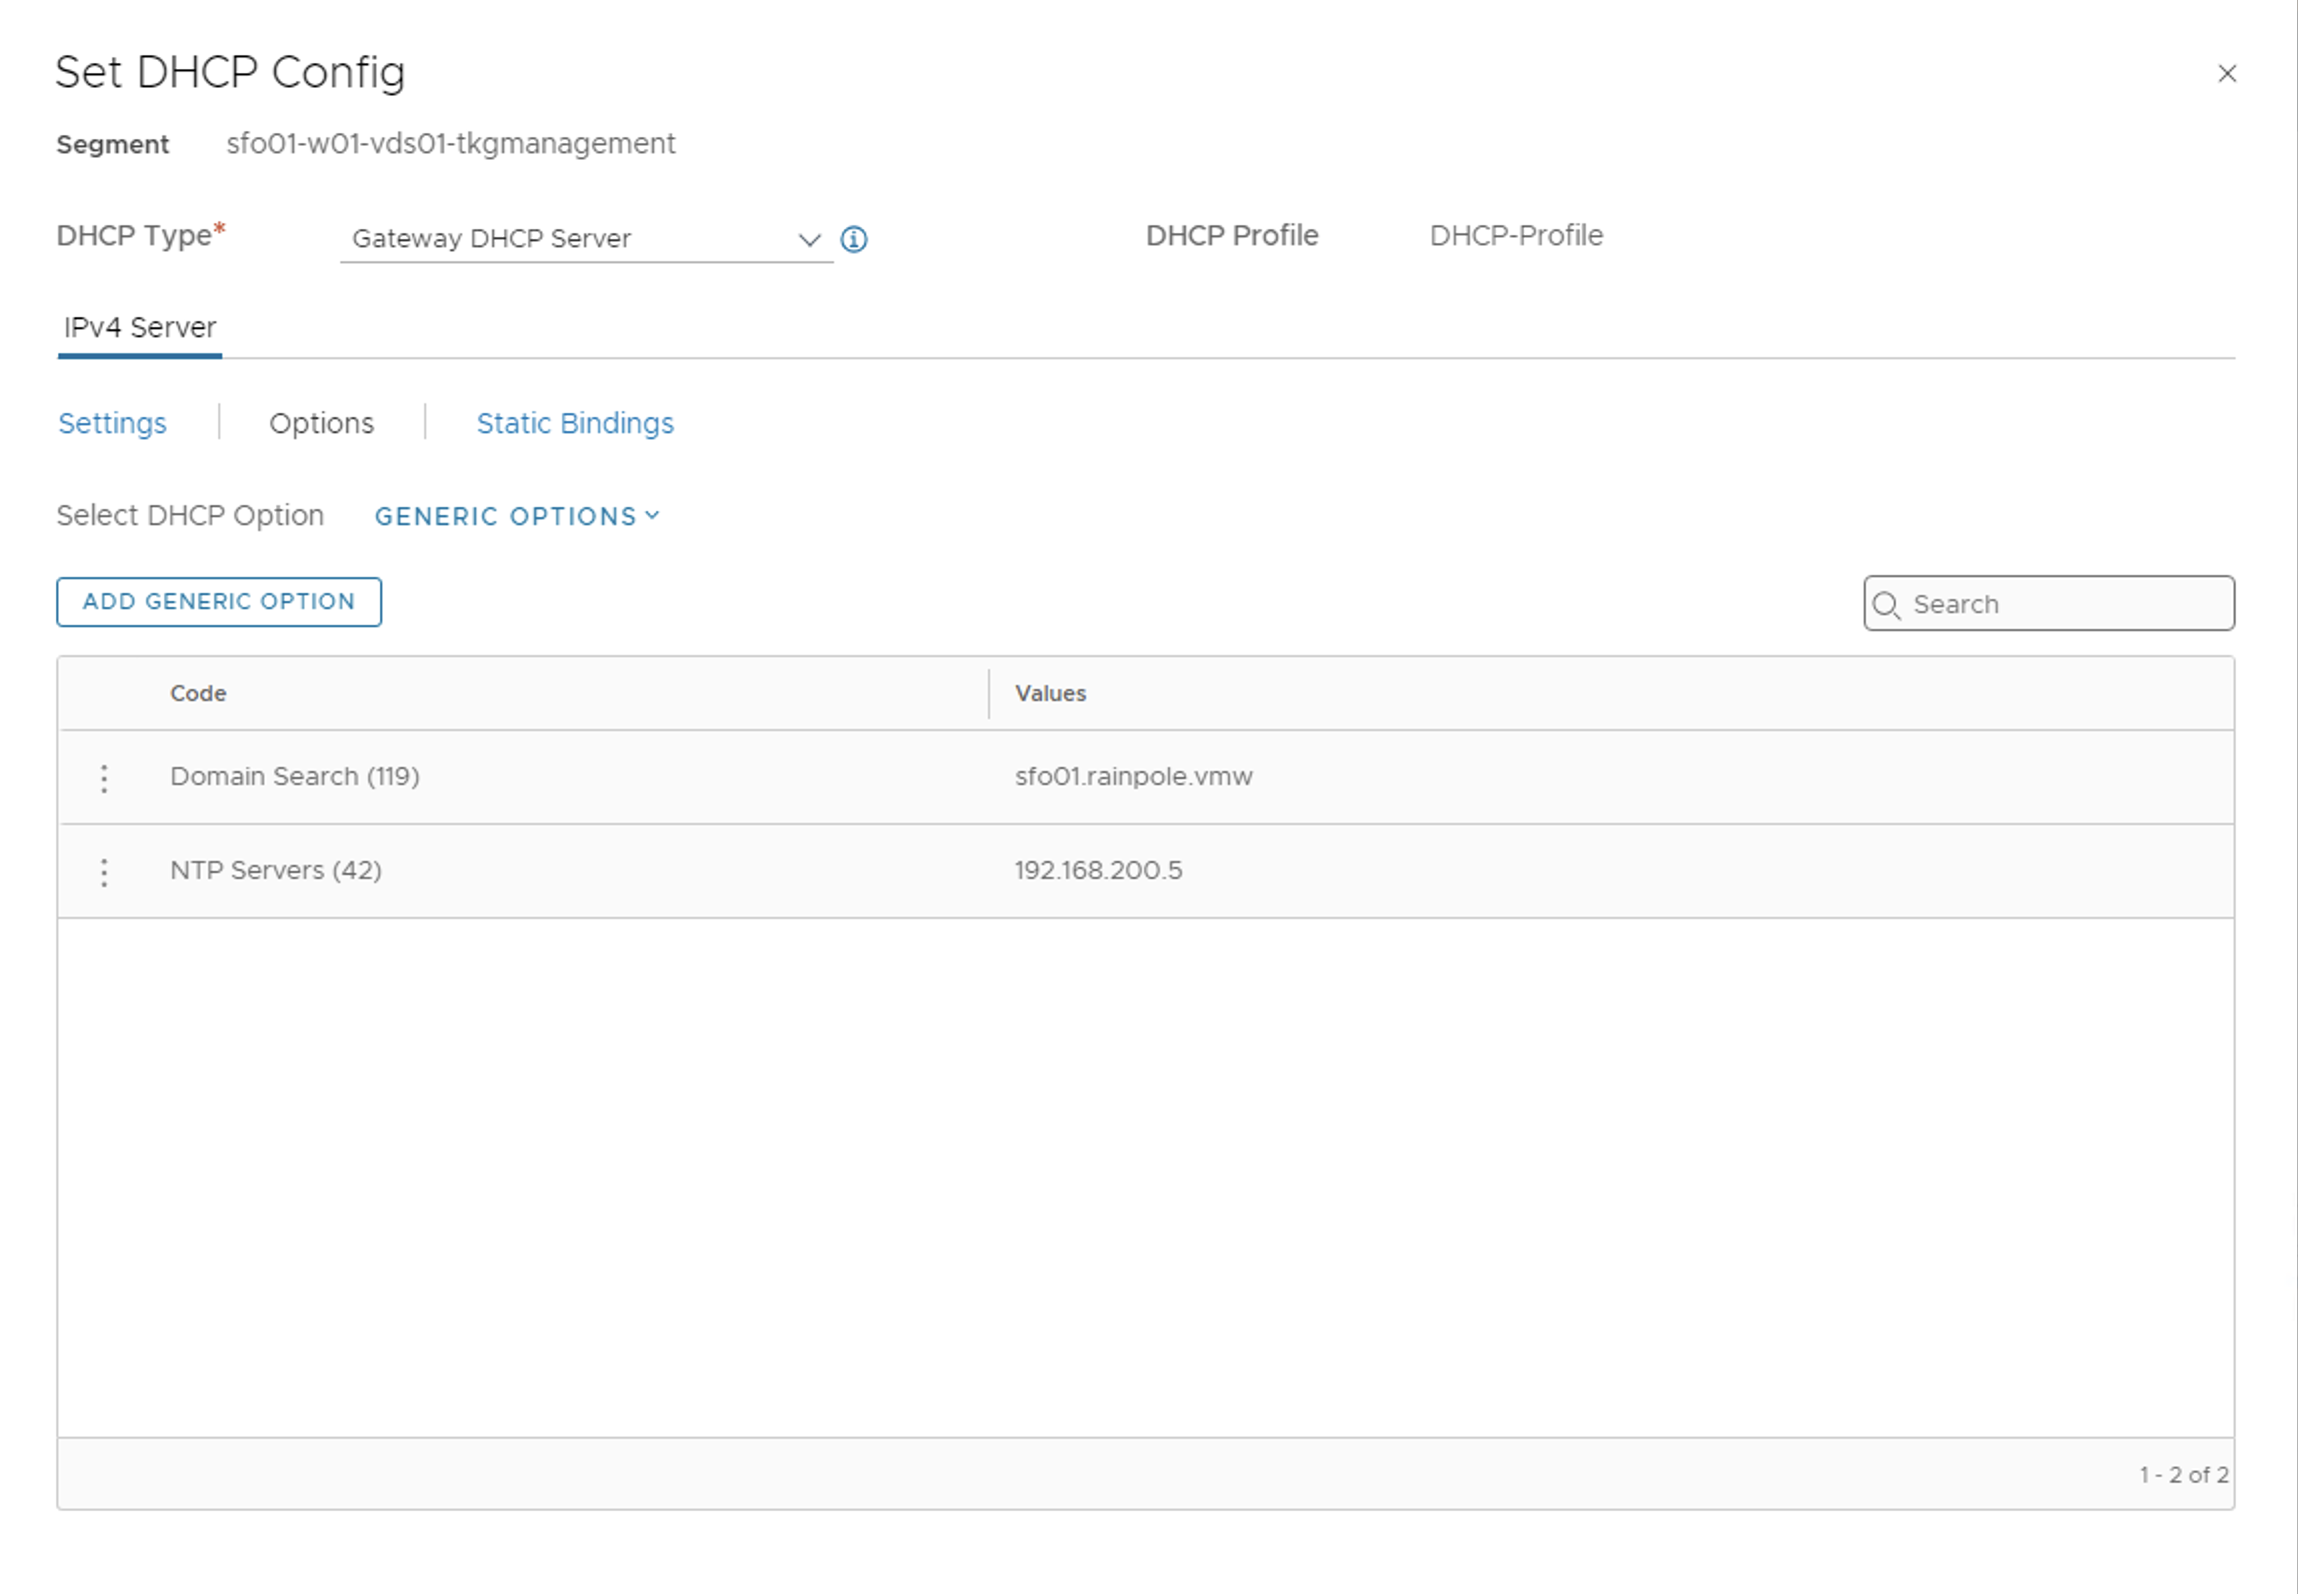 Set DHCP Config
Segment sfo01-w01-vds01-tkgmanagement
DHCP Type* Gateway DHCP Server DHCP Profile DHCP-Profile
IPv4 Server
Settings Options Static Bindings
Select DHCP Option GENERIC OPTIONS
ADD GENERIC OPTION Search
Code Values
Domain Search (119) sfo01.rainpole.vmw
NTP Servers (42) 192.168.200.5
1 - 2 of 2